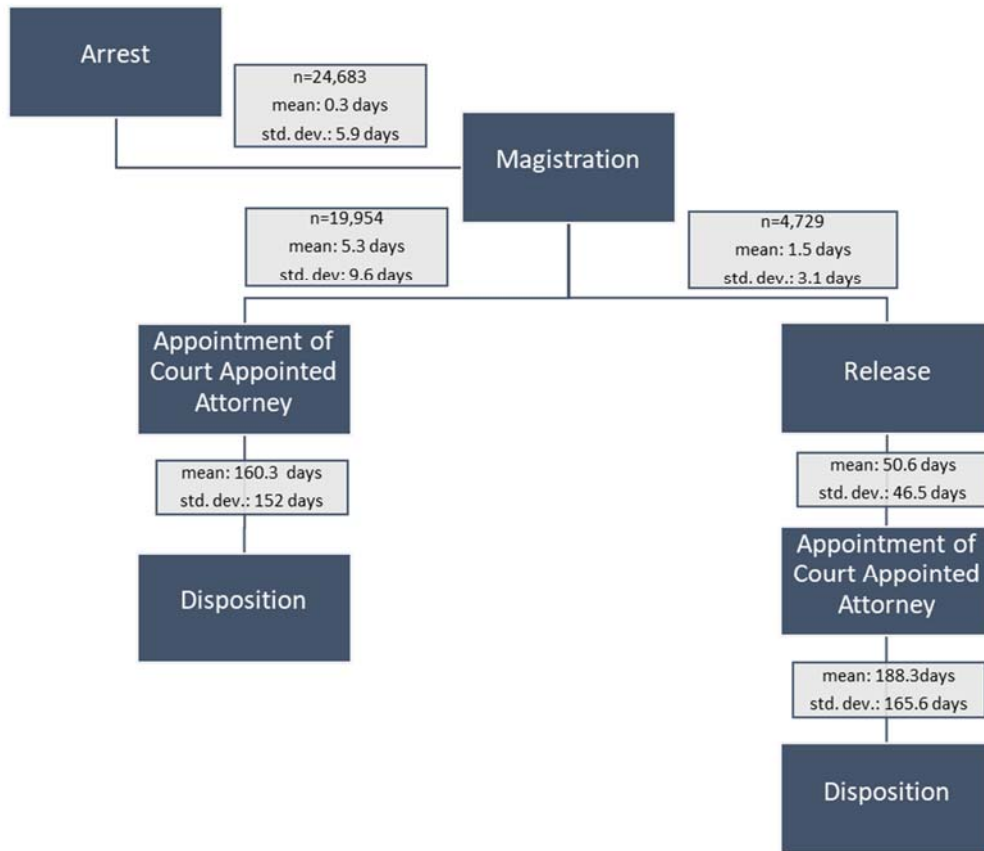 Arrest
n=24,683
mean: 0.3 days
std. dev.: 5.9 days
Magistration
n=19,954
mean: 5.3 days
std. dev: 9.6 days
n=4,729
mean: 1.5 days
std. dev.: 3.1 days
Appointment of
Court Appointed
Attorney
Release
mean: 160.3 days
std. dev.: 152 days
mean: 50.6 days
std. dev.: 46.5 days
Disposition
Appointment of
Court Appointed
Attorney
mean: 188.3days
std. dev.: 165.6 days
Disposition